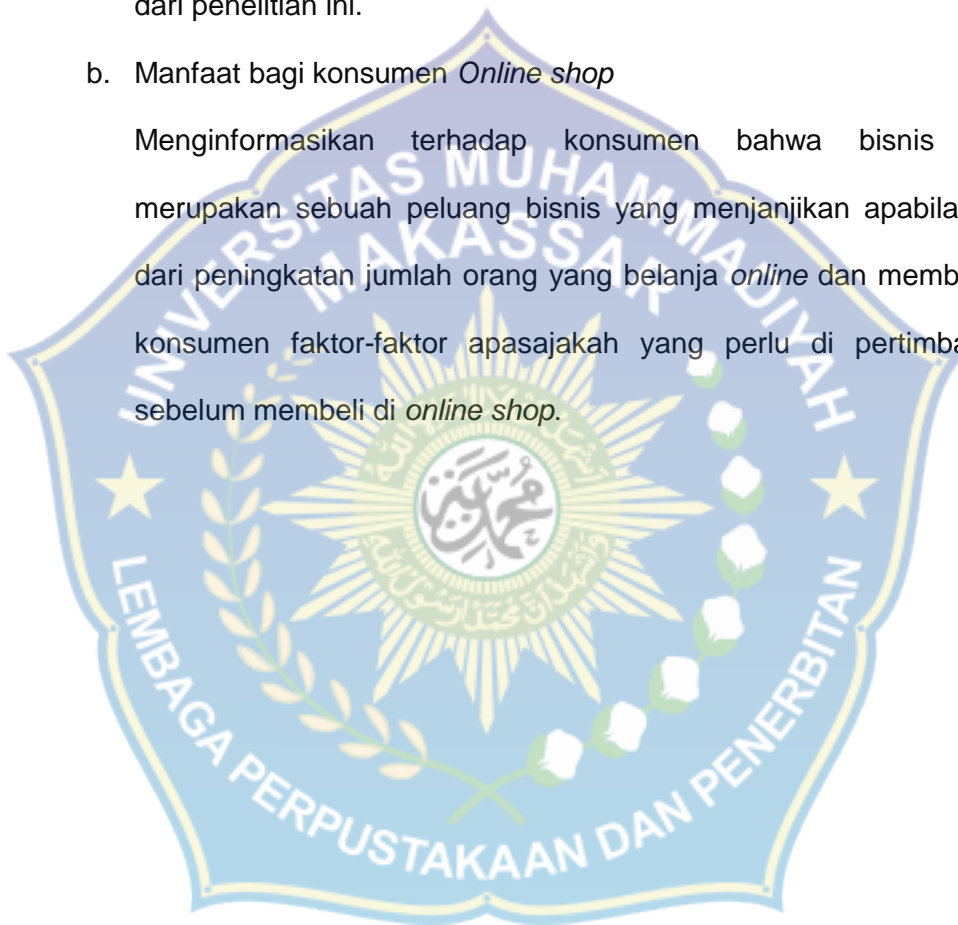 dari penelitian ini.
b. Manfaat bagi konsumen Online shop
Menginformasikan terhadap konsumen bahwa bisnis
merupakan sebuah peluang bisnis yang menjanjikan apabila
dari peningkatan jumlah orang yang belanja online dan memb
konsumen faktor-faktor apasajakah yang perlu di pertimba
sebelum membeli di online shop.
UNIVERSITAS MUHAMMADIYAH
MAKASSAR
محمدية
LEMBAGA PERPUSTAKAAN DAN PENERBITAN